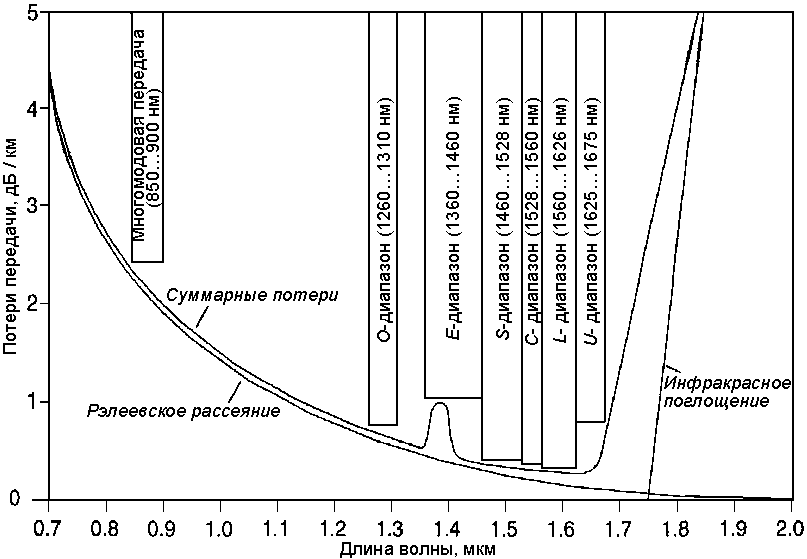 Потери передачи, дБ / км
5
4
3
2
1
0
Многомодовая передача
(850...900 нм)
O-диапазон (1260...1310 нм)
E-диапазон (1360...1460 нм)
S-диапазон (1460...1528 нм)
C- диапазон (1528...1560 нм)
L- диапазон (1560...1626 нм)
U- диапазон (1625...1675 нм)
Суммарные потери
Рэлеевское рассеяние
Инфракрасное
поглощение
0.7 0.8 0.9 1.0 1.1 1.2 1.3 1.4 1.5 1.6 1.7 1.8 1.9 2.0
Длина волны, мкм